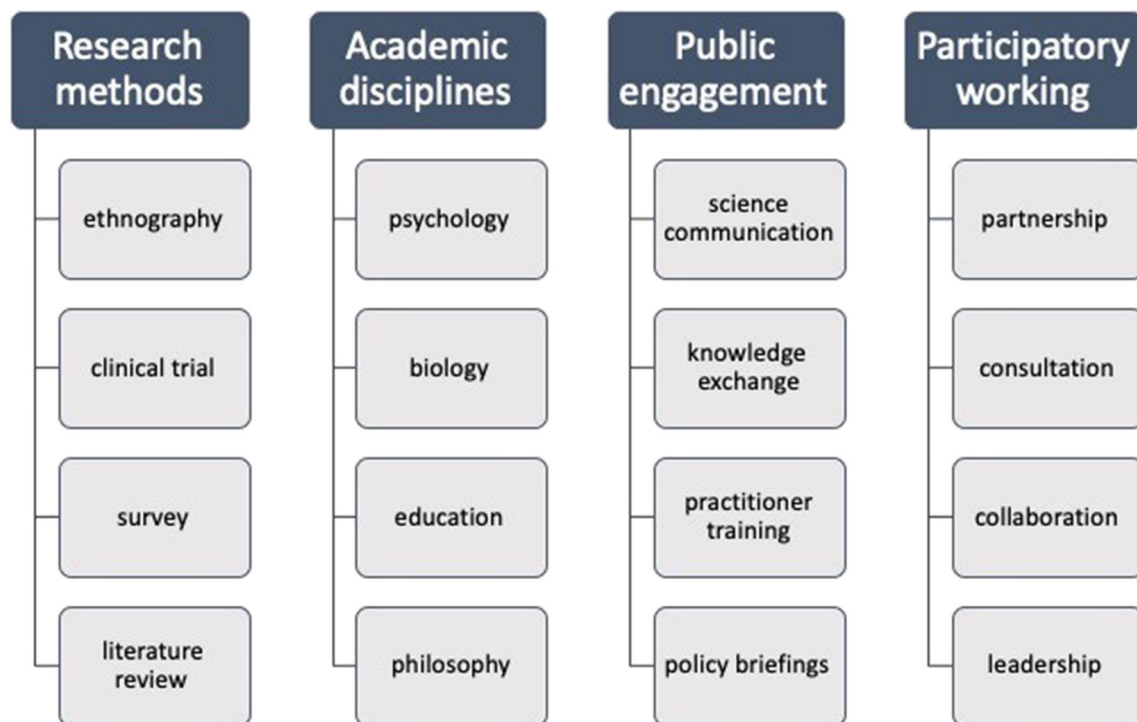 Research
methods
ethnography
clinical trial
survey
literature
review
Academic
disciplines
psychology
biology
education
philosophy
Public
engagement
science
communication
knowledge
exchange
practitioner
training
policy briefings
Participatory
working
partnership
consultation
collaboration
leadership